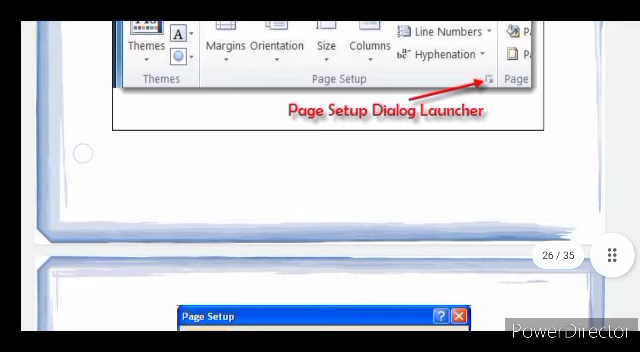 Line Numbers
A
Themes
Margins Orientation Size Columns
Hyphenation
Themes
Page Setup
Page
Page Setup Dialog Launcher
26 / 35
Page Setup
?
PowerDirector